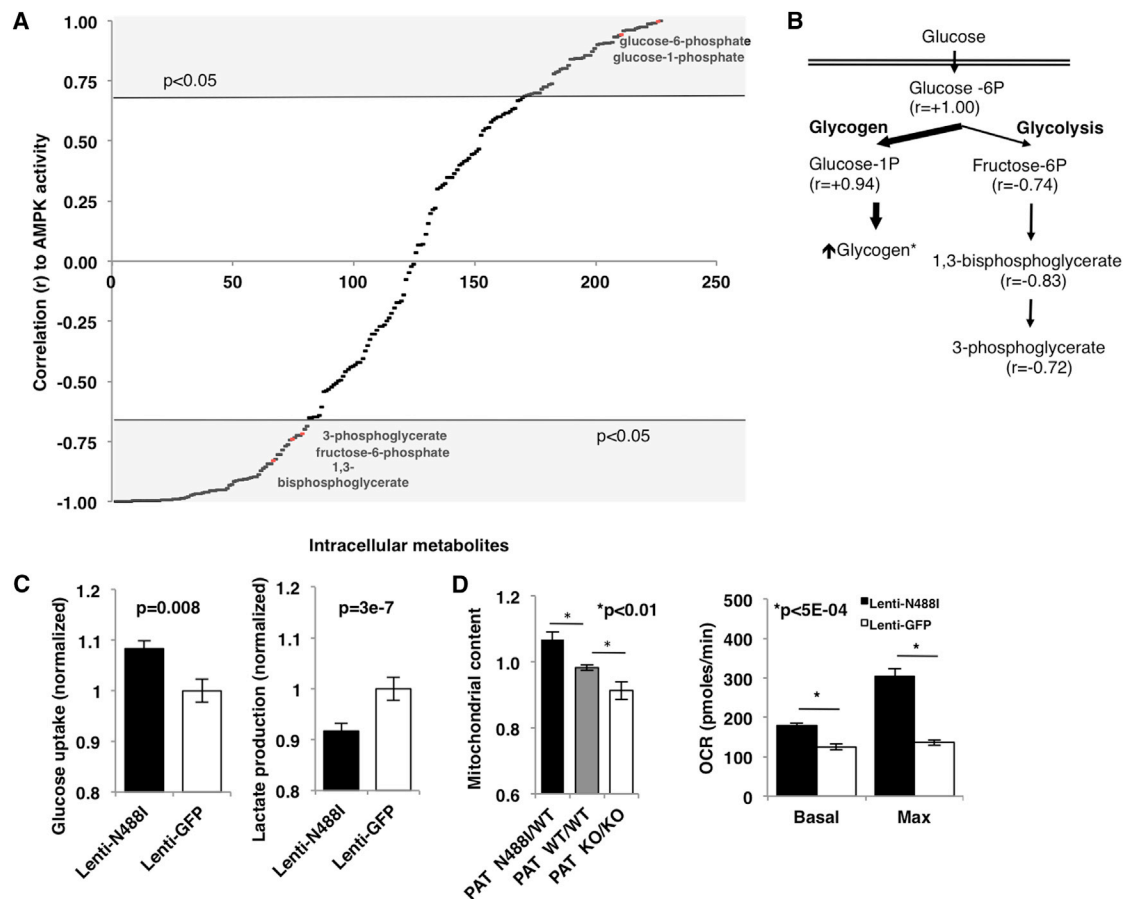 A
Correlation (r) to AMPK activity
1.00
0.75
0.50
0.25
0.00
-0.25
-0.50
-0.75
-1.00
p<0.05
glucose-6-phosphate
glucose-1-phosphate
0
50
100
150
200
250
3-phosphoglycerate
fructose-6-phosphate
1,3-
bisphosphoglycerate
p<0.05
Intracellular metabolites
B
Glucose
Glucose -6P
(r=+1.00)
Glycogen
Glycolysis
Glucose-1P
(r=+0.94)
Fructose-6P
(r=-0.74)
↑Glycogen*
1,3-bisphosphoglycerate
(r=-0.83)
3-phosphoglycerate
(r=-0.72)
C
Glucose uptake (normalized)
1.2
1.1
1
0.9
0.8
p=0.008
Lenti-N488I
Lenti-GFP
Lactate production (normalized)
1.2
1.1
1
0.9
0.8
p=3e-7
Lenti-N488I
Lenti-GFP
D
Mitochondrial content
1.2
1.0
0.8
0.6
*
*
*p<0.01
PAT N488I/WT
PAT WT/WT
PAT KO/KO
OCR (pmoles/min)
500
400
300
200
100
0
*p<5E-04
Lenti-N488I
Lenti-GFP
*
*
Basal
Max